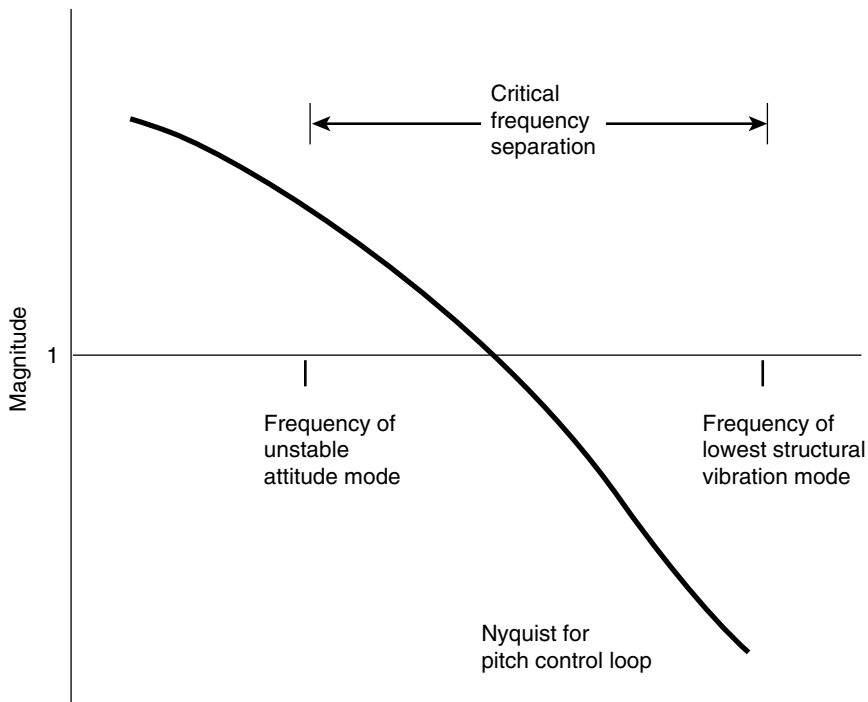 Critical
frequency
separation
Magnitude
1
Frequency of
unstable
attitude mode
Frequency of
lowest structural
vibration mode
Nyquist for
pitch control loop